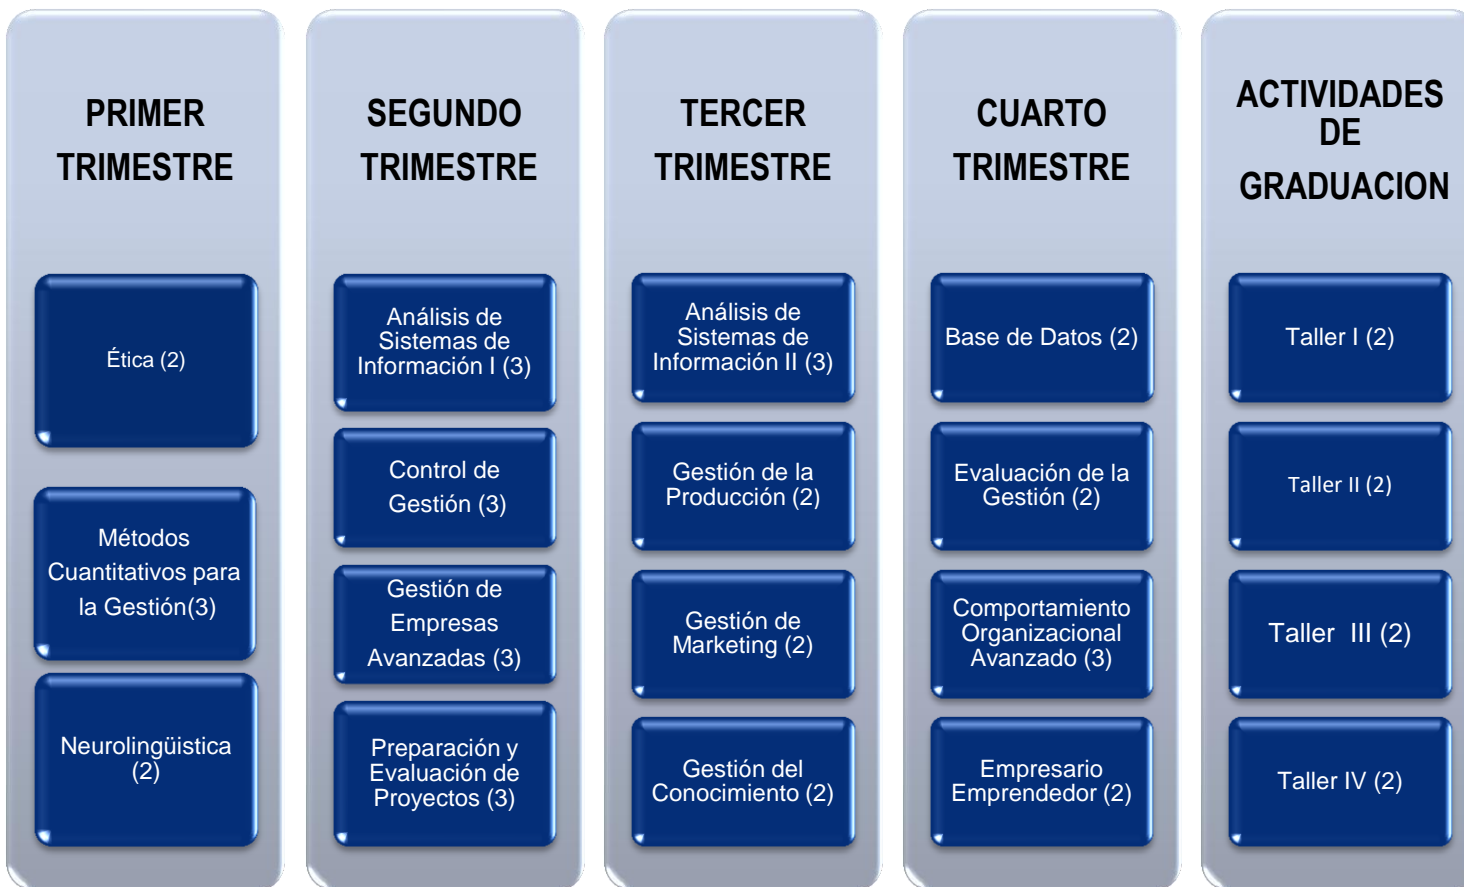 PRIMER
TRIMESTRE
Ética (2)
Métodos
Cuantitativos para
la Gestión(3)
Neurolingüistica
(2)
SEGUNDO
TRIMESTRE
Análisis de
Sistemas de
Información I (3)
Control de
Gestión (3)
Gestión de
Empresas
Avanzadas (3)
Preparación y
Evaluación de
Proyectos (3)
TERCER
TRIMESTRE
Análisis de
Sistemas de
Información II (3)
Gestión de la
Producción (2)
Gestión de
Marketing (2)
Gestión del
Conocimiento (2)
CUARTO
TRIMESTRE
Base de Datos (2)
Evaluación de la
Gestión (2)
Comportamiento
Organizacional
Avanzado (3)
Empresario
Emprendedor (2)
ACTIVIDADES
DE
GRADUACION
Taller I (2)
Taller II (2)
Taller  III (2)
Taller IV (2)